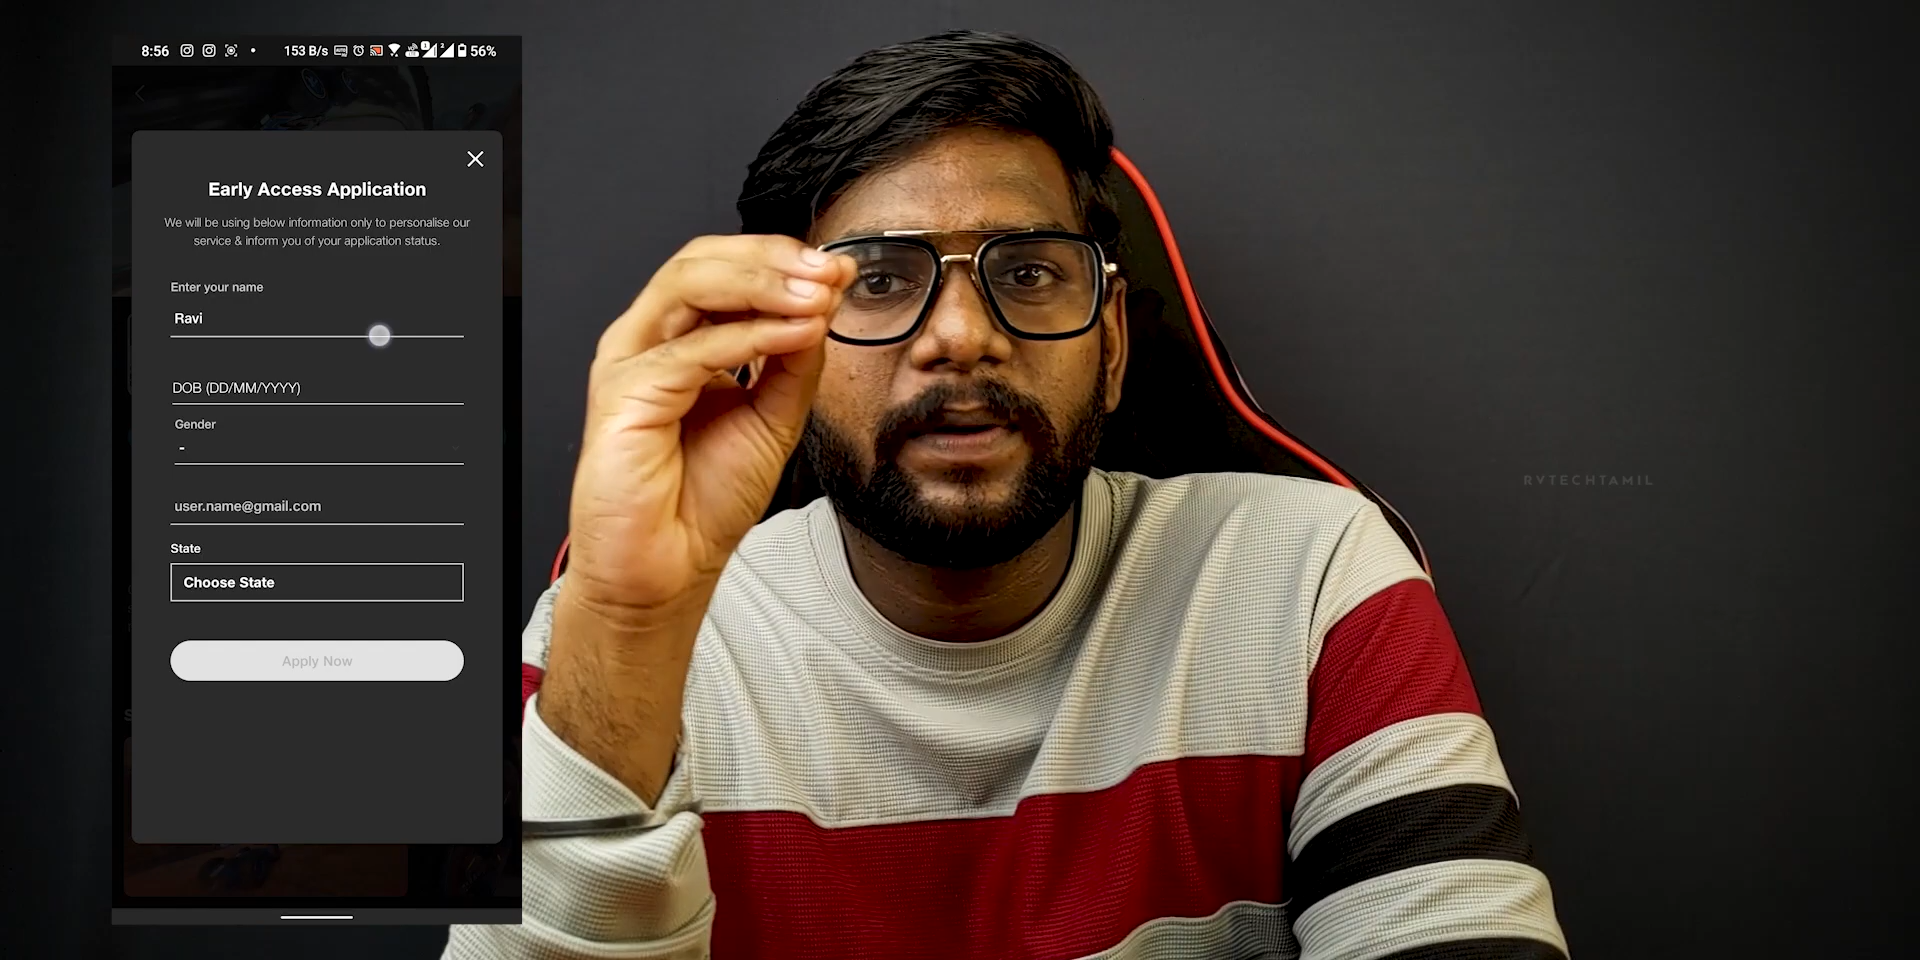 8:56 153 B/s 56%
Early Access Application
We will be using below information only to personalise our
service & inform you of your application status.
Enter your name
Ravi
DOB (DD/MM/YYYY)
Gender
-
user.name@gmail.com
State
Choose State
Apply Now
RVTECHTAMIL